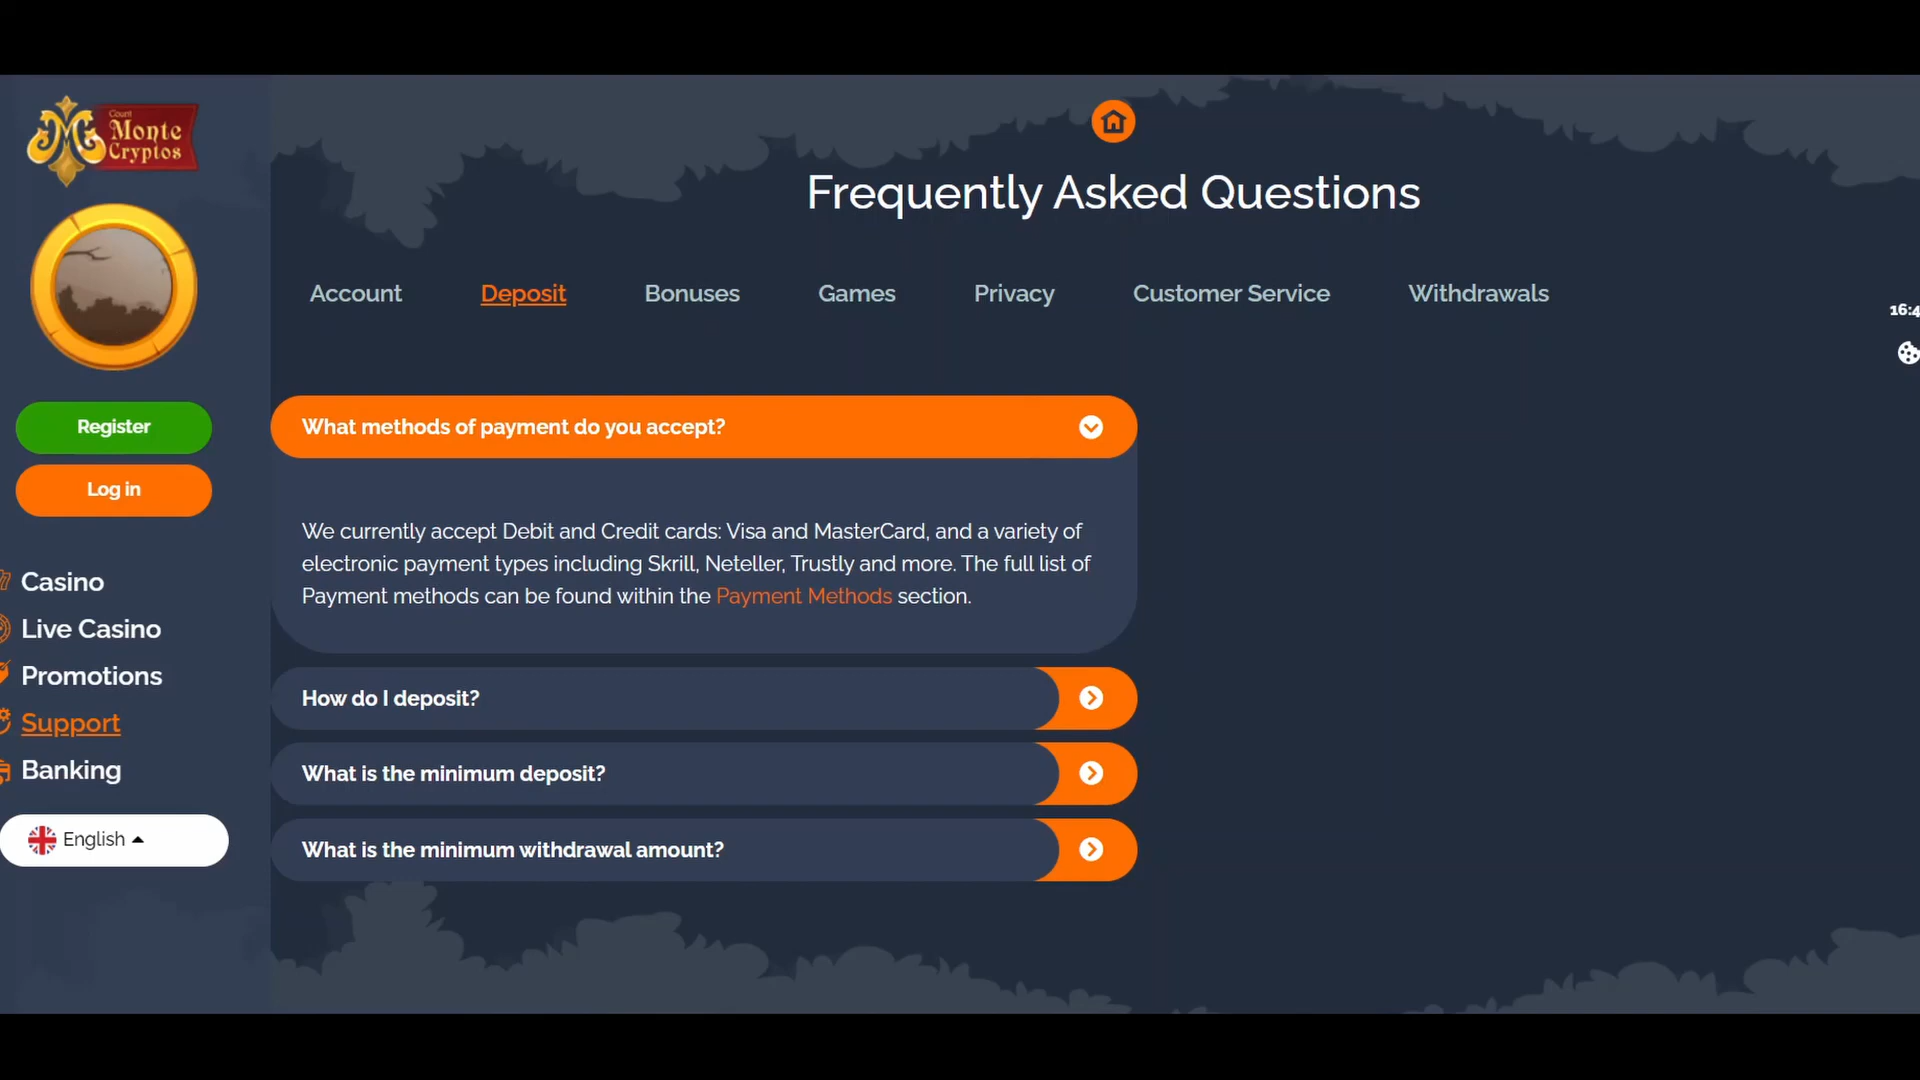 Count
Monte
Cryptos
Register
Log in
Casino
Live Casino
Promotions
Support
Banking
English
Frequently Asked Questions
Account
Deposit
Bonuses
Games
Privacy
Customer Service
Withdrawals
What methods of payment do you accept?
We currently accept Debit and Credit cards: Visa and MasterCard, and a variety of
electronic payment types including Skrill, Neteller, Trustly and more. The full list of
Payment methods can be found within the Payment Methods section.
How do I deposit?
What is the minimum deposit?
What is the minimum withdrawal amount?
16:4